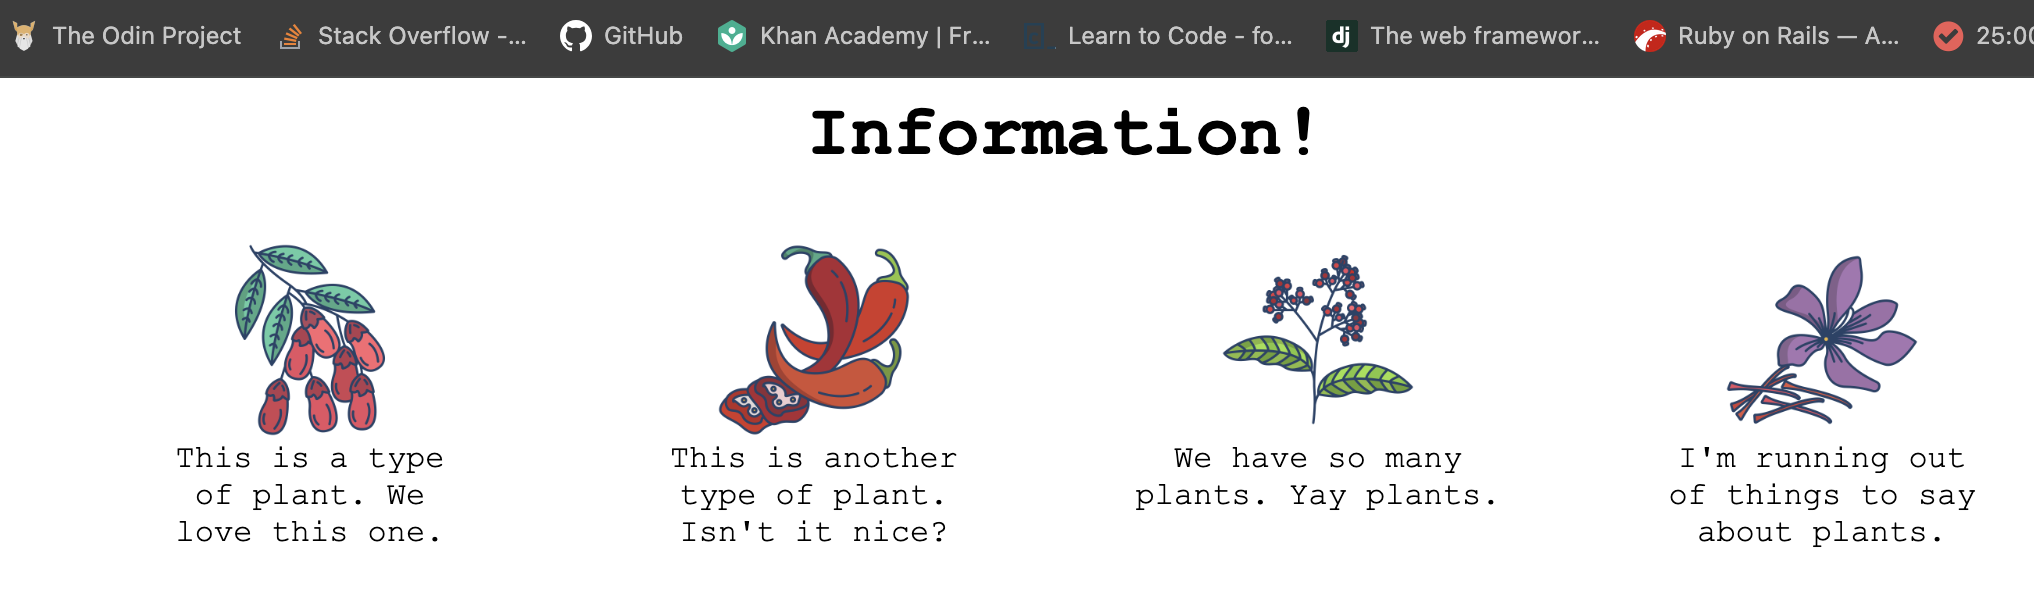 The Odin Project Stack Overflow -... GitHub Khan Academy | Fr... Learn to Code - fo... dj The web framewor... Ruby on Rails — A... 25:00
Information!
This is a type
of plant. We
love this one.
This is another
type of plant.
Isn't it nice?
We have so many
plants. Yay plants.
I'm running out
of things to say
about plants.